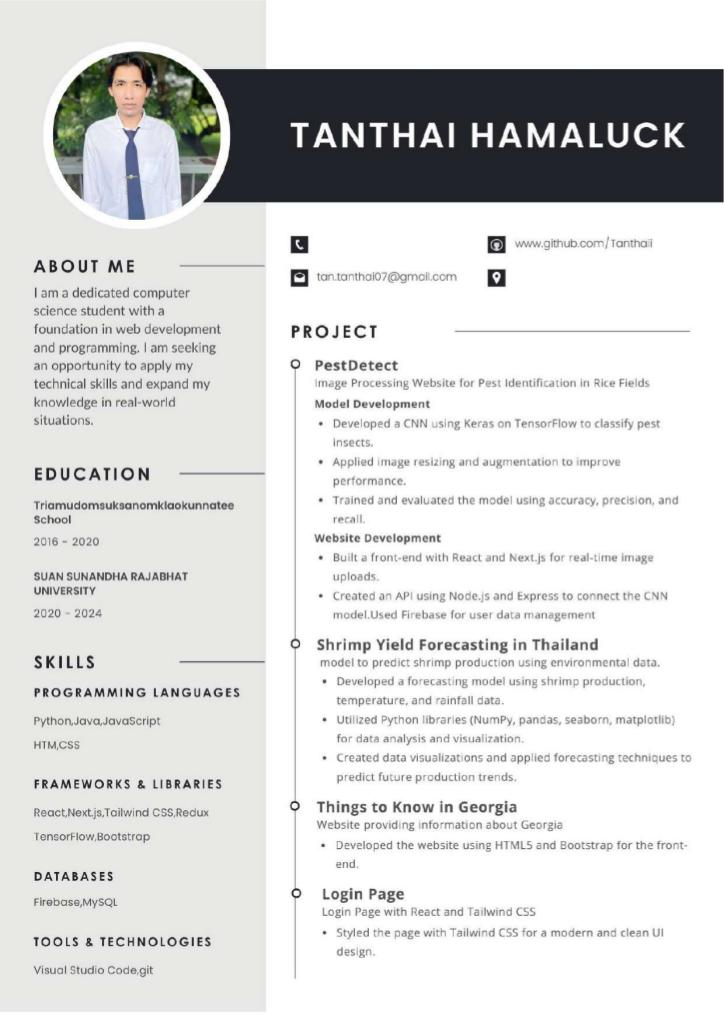 TANTHAI HAMALUCK
www.github.com/Tanthaii
tan.tanthai07@gmail.com
ABOUT ME
I am a dedicated computer
science student with a
foundation in web development
and programming. I am seeking
an opportunity to apply my
technical skills and expand my
knowledge in real-world
situations.
EDUCATION
Triamudomsuksanomklaokunnatee
School
2016 - 2020
SUAN SUNANDHA RAJABHAT
UNIVERSITY
2020 - 2024
SKILLS
PROGRAMMING LANGUAGES
Python,Java,JavaScript
HTM,CSS
FRAMEWORKS & LIBRARIES
React,Next.js,Tailwind CSS,Redux
TensorFlow,Bootstrap
DATABASES
Firebase,MySQL
TOOLS & TECHNOLOGIES
Visual Studio Code,git
PROJECT
PestDetect
Image Processing Website for Pest Identification in Rice Fields
Model Development
• Developed a CNN using Keras on TensorFlow to classify pest
insects.
• Applied image resizing and augmentation to improve
performance.
• Trained and evaluated the model using accuracy, precision, and
recall.
Website Development
• Built a front-end with React and Next.js for real-time image
uploads.
• Created an API using Node.js and Express to connect the CNN
model.Used Firebase for user data management
Shrimp Yield Forecasting in Thailand
model to predict shrimp production using environmental data.
• Developed a forecasting model using shrimp production,
temperature, and rainfall data.
• Utilized Python libraries (NumPy, pandas, seaborn, matplotlib)
for data analysis and visualization.
• Created data visualizations and applied forecasting techniques to
predict future production trends.
Things to Know in Georgia
Website providing information about Georgia
• Developed the website using HTML5 and Bootstrap for the front-
end.
Login Page
Login Page with React and Tailwind CSS
• Styled the page with Tailwind CSS for a modern and clean UI
design.